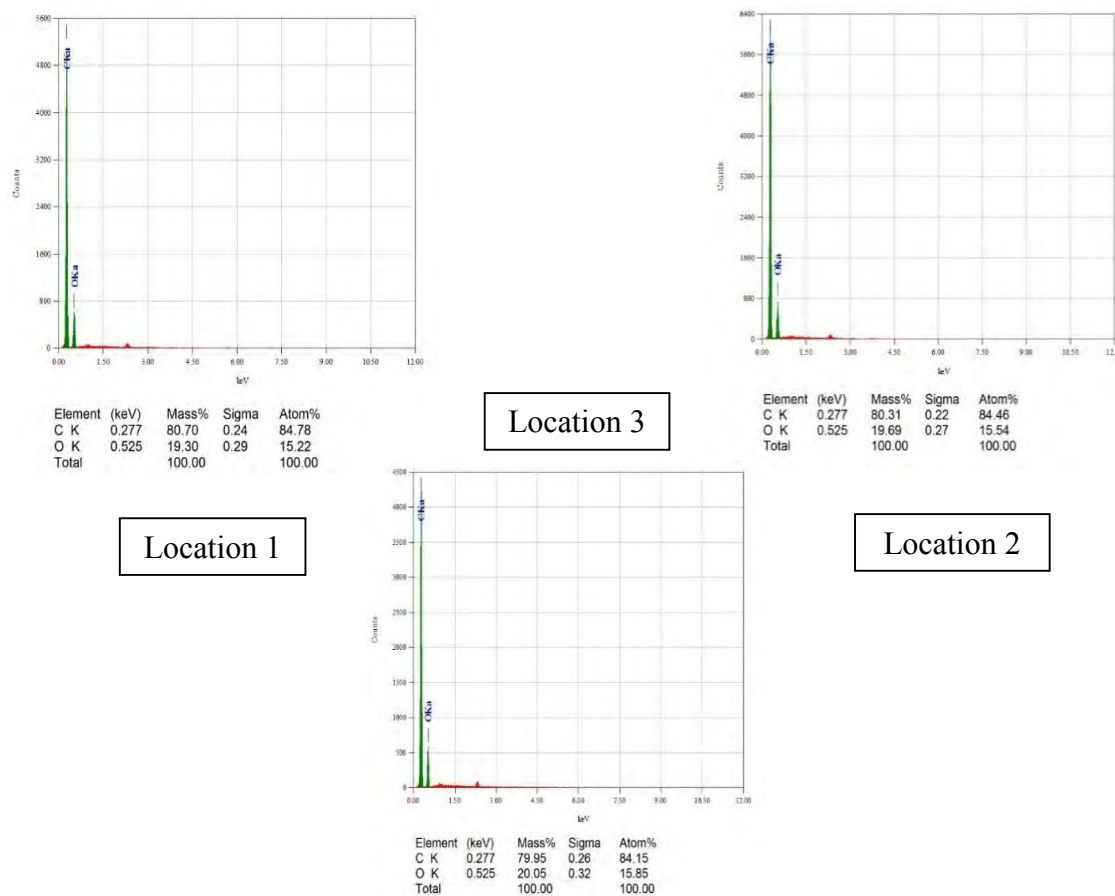 5600
4800
4000
3200
2400
1600
800
0
Counts
CKa
OKa
0.00 1.50 3.00 4.50 6.00 7.50 9.00 10.50 12.00
keV
Element (keV) Mass% Sigma Atom%
C K 0.277 80.70 0.24 84.78
O K 0.525 19.30 0.29 15.22
Total 100.00 100.00
Location 1
6400
5600
4800
4000
3200
2400
1600
800
0
Counts
CKa
OKa
0.00 1.50 3.00 4.50 6.00 7.50 9.00 10.50 12.0
keV
Element (keV) Mass% Sigma Atom%
C K 0.277 80.31 0.22 84.46
O K 0.525 19.69 0.27 15.54
Total 100.00 100.00
Location 2
Location 3
4500
4000
3500
3000
2500
2000
1500
1000
500
0
Counts
CKa
OKa
0.00 1.50 3.00 4.50 6.00 7.50 9.00 10.50 12.00
keV
Element (keV) Mass% Sigma Atom%
C K 0.277 79.95 0.26 84.15
O K 0.525 20.05 0.32 15.85
Total 100.00 100.00